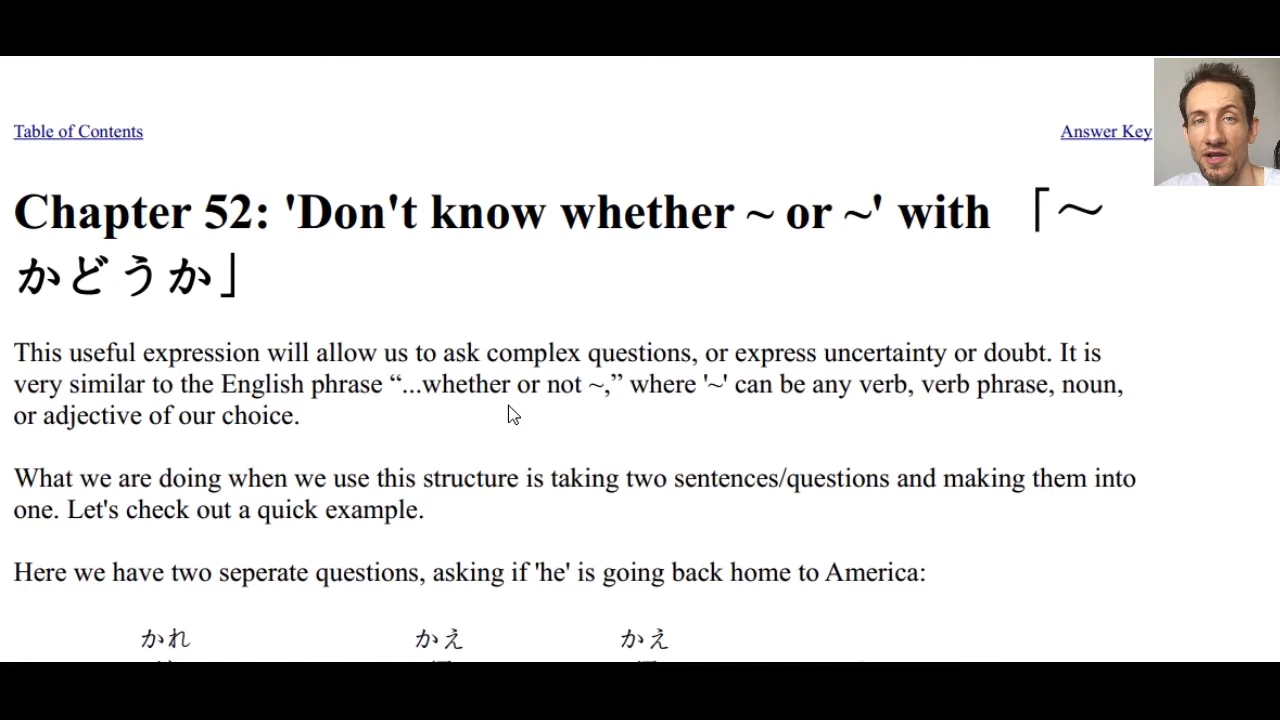 Table of Contents
Answer Key
Chapter 52: 'Don't know whether ~ or ~' with 「～
かどうか」
This useful expression will allow us to ask complex questions, or express uncertainty or doubt. It is
very similar to the English phrase “...whether or not ~,” where '~' can be any verb, verb phrase, noun,
or adjective of our choice.
What we are doing when we use this structure is taking two sentences/questions and making them into
one. Let's check out a quick example.
Here we have two seperate questions, asking if 'he' is going back home to America:
かれ かえ かえ